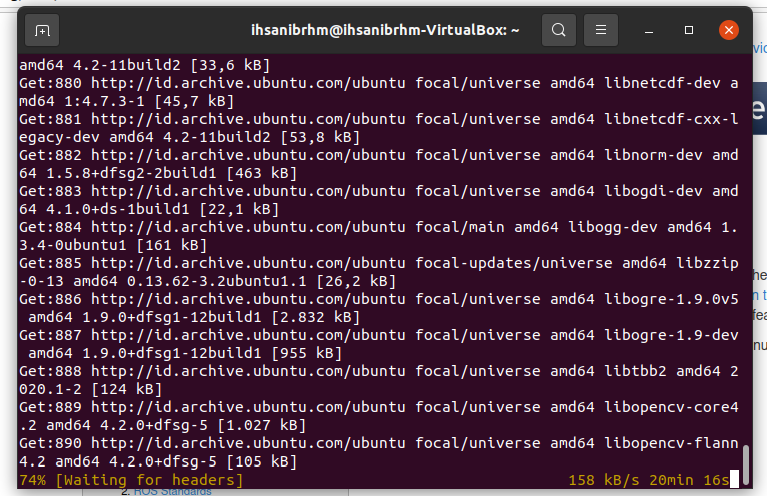 ihsanibrhm@ihsanibrhm-VirtualBox: ~
amd64 4.2-11build2 [33,6 kB]
Get:880 http://id.archive.ubuntu.com/ubuntu focal/universe amd64 libnetcdf-dev a
md64 1:4.7.3-1 [45,7 kB]
Get:881 http://id.archive.ubuntu.com/ubuntu focal/universe amd64 libnetcdf-cxx-l
egacy-dev amd64 4.2-11build2 [53,8 kB]
Get:882 http://id.archive.ubuntu.com/ubuntu focal/universe amd64 libnorm-dev amd
64 1.5.8+dfsg2-2build1 [463 kB]
Get:883 http://id.archive.ubuntu.com/ubuntu focal/universe amd64 libogdi-dev amd
64 4.1.0+ds-1build1 [22,1 kB]
Get:884 http://id.archive.ubuntu.com/ubuntu focal/main amd64 libogg-dev amd64 1.
3.4-0ubuntu1 [161 kB]
Get:885 http://id.archive.ubuntu.com/ubuntu focal-updates/universe amd64 libzzip
-0-13 amd64 0.13.62-3.2ubuntu1.1 [26,2 kB]
Get:886 http://id.archive.ubuntu.com/ubuntu focal/universe amd64 libogre-1.9.0v5
amd64 1.9.0+dfsg1-12build1 [2.832 kB]
Get:887 http://id.archive.ubuntu.com/ubuntu focal/universe amd64 libogre-1.9-dev
amd64 1.9.0+dfsg1-12build1 [955 kB]
Get:888 http://id.archive.ubuntu.com/ubuntu focal/universe amd64 libtbb2 amd64 2
020.1-2 [124 kB]
Get:889 http://id.archive.ubuntu.com/ubuntu focal/universe amd64 libopencv-core4
.2 amd64 4.2.0+dfsg-5 [1.027 kB]
Get:890 http://id.archive.ubuntu.com/ubuntu focal/universe amd64 libopencv-flann
4.2 amd64 4.2.0+dfsg-5 [105 kB]
74% [Waiting for headers] 158 kB/s 20min 16s
2. ROS Standards